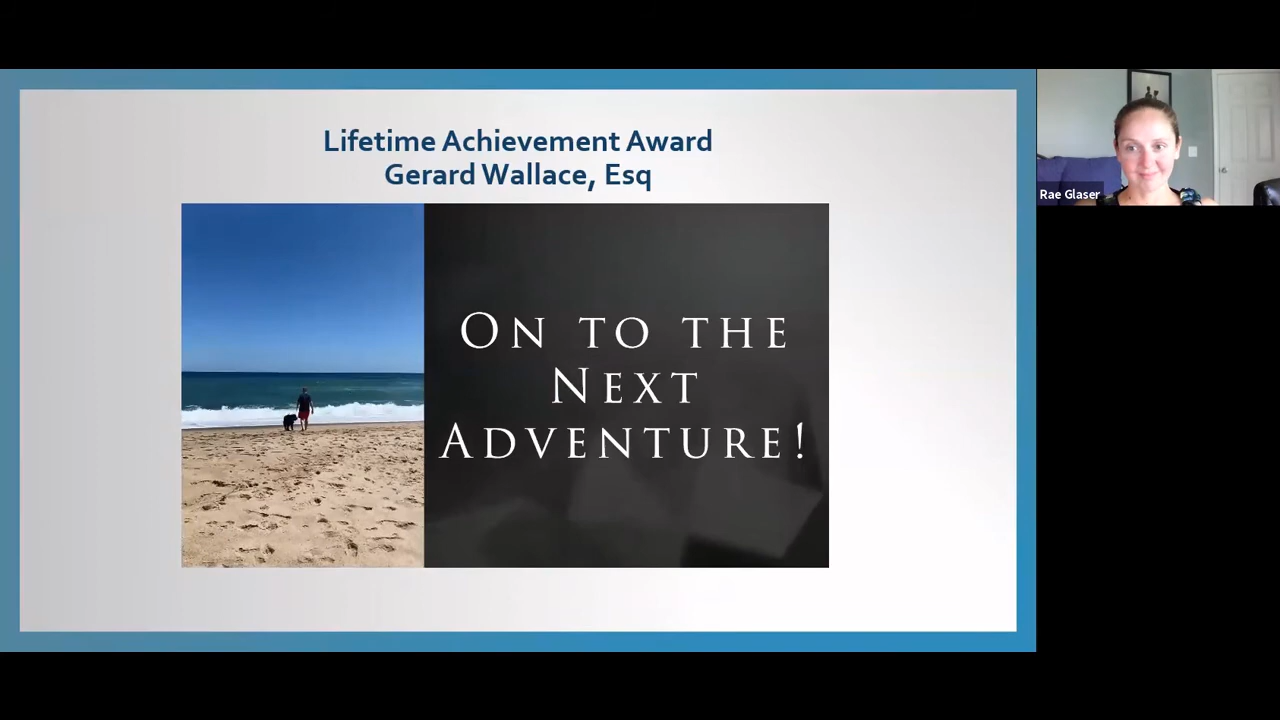 Lifetime Achievement Award
Gerard Wallace, Esq
On to the
Next
Adventure!
Rae Glaser